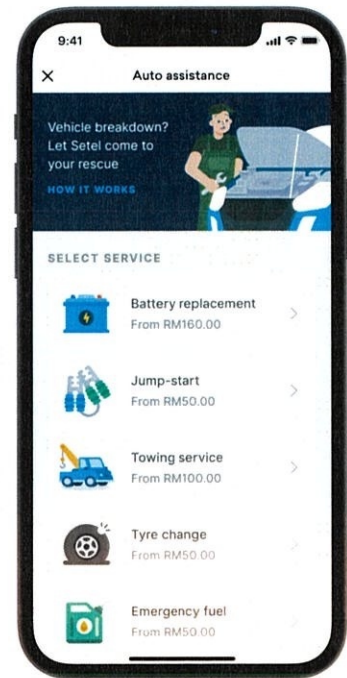 9:41
Auto assistance
Vehicle breakdown?
Let Setel come to
your rescue
HOW IT WORKS
SELECT SERVICE
Battery replacement
From RM160.00
Jump-start
From RM50.00
Towing service
From RM100.00
Tyre change
From RM50.00
Emergency fuel
From RM50.00